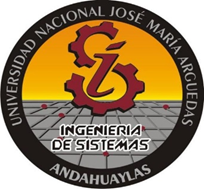 UNIVERSIDAD NACIONAL JOSÉ MARÍA ARGUEDAS
INGENIERIA
DE SISTEMAS
ANDAHUAYLAS